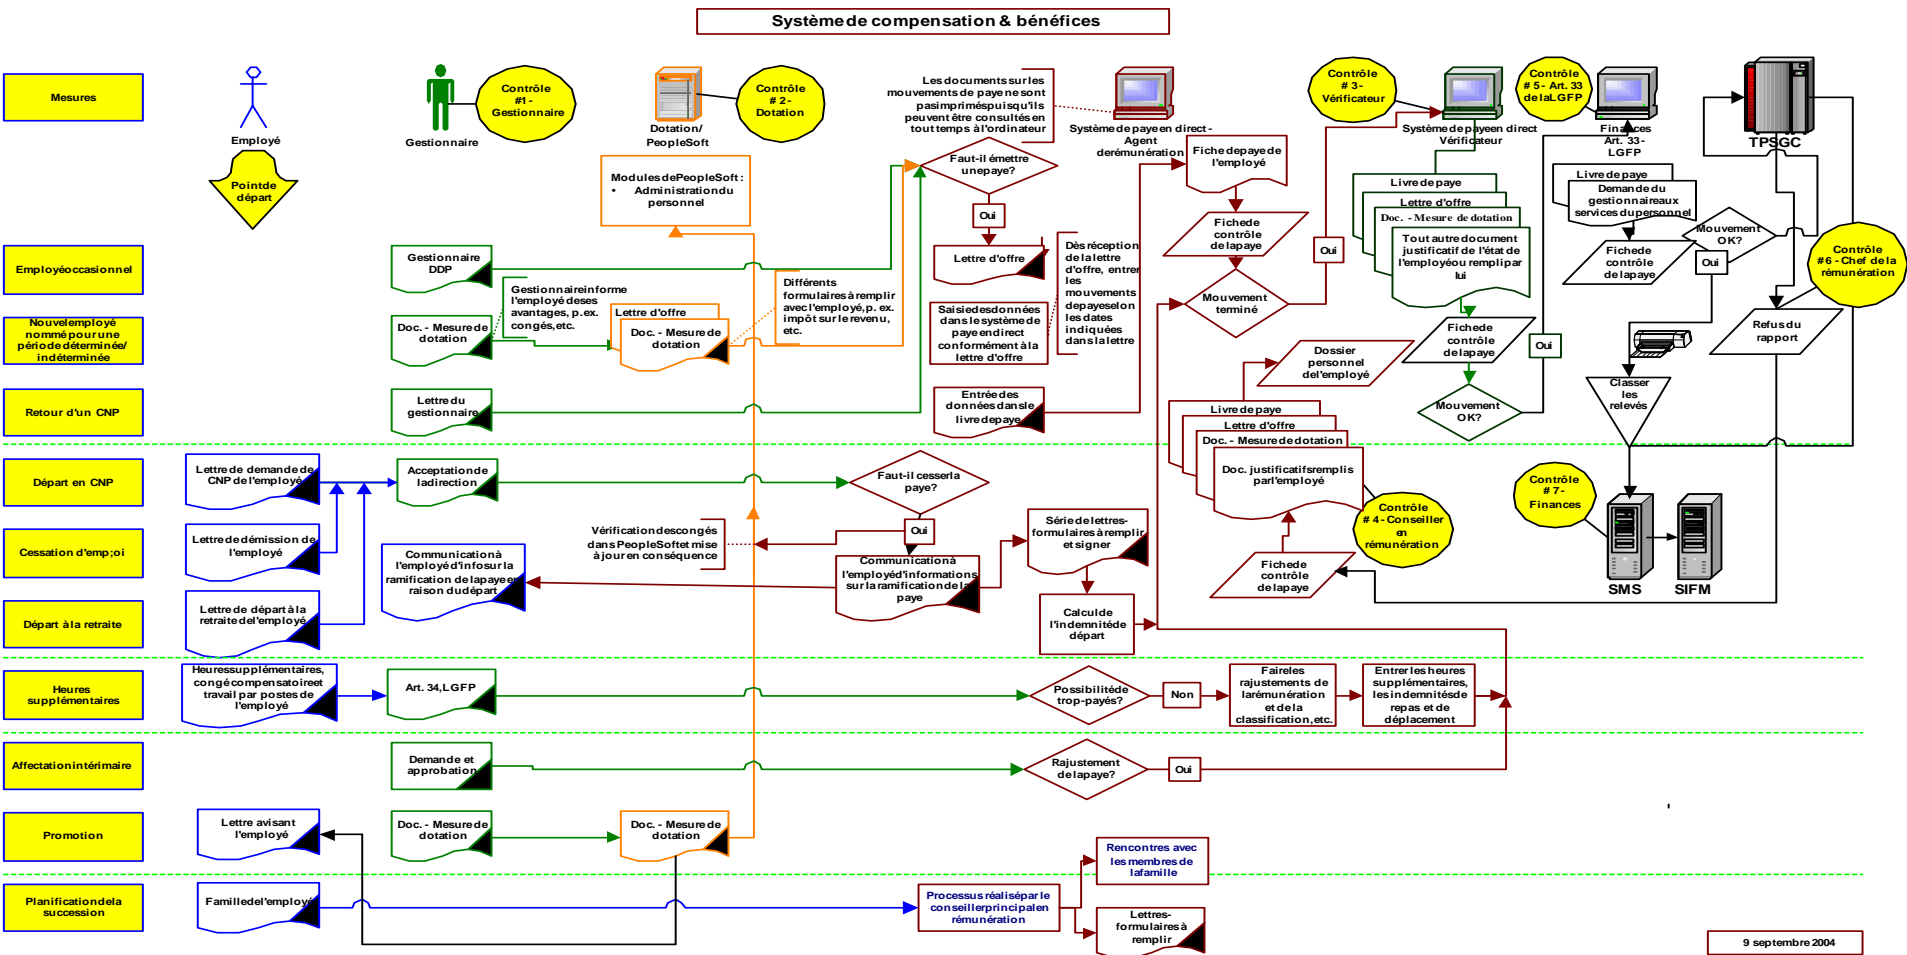 Système de compensation & bénéfices
Mesures
Employé
Point de
départ
Gestionnaire
Contrôle
#1 -
Gestionnaire
Dotation/
PeopleSoft
Contrôle
# 2 -
Dotation
Modules de PeopleSoft :
• Administration du
personnel
Les documents sur les
mouvements de paye ne sont
pas imprimés puisqu'ils
peuvent être consultés en
tout temps à l'ordinateur
Système de paye en direct -
Agent
de rémunération
Contrôle
# 3 -
Vérificateur
Système de paye en direct
Vérificateur
Contrôle
# 5 - Art. 33
de la LGFP
Finances
Art. 33 -
LGFP
TPSGC
Faut-il émettre
une paye?
Oui
Lettre d'offre
Saisie des données
dans le système de
paye en direct
conformément à la
lettre d'offre
Dès réception
de la lettre
d'offre, entrer
les
mouvements
de paye selon
les dates
indiquées
dans la lettre
Fiche de paye de
l'employé
Fiche de
contrôle
de la paye
Mouvement
terminé
Oui
Livre de paye
Lettre d'offre
Doc. - Mesure de dotation
Tout autre document
justificatif de l'état de
l'employé ou rempli par
lui
Fiche de
contrôle
de la paye
Oui
Mouvement
OK?
Livre de paye
Demande du
gestionnaire aux
services du personnel
Fiche de
contrôle
de la paye
Mouvement
OK?
Oui
Contrôle
# 6 - Chef de la
rémunération
Refus du
rapport
Classer
les
relevés
Employé occasionnel
Gestionnaire
DDP
Gestionnaire informe
l'employé de ses
avantages, p. ex.
congés, etc.
Différents
formulaires à remplir
avec l'employé, p. ex.
impôt sur le revenu,
etc.
Nouvel employé
nommé pour une
période déterminée/
indéterminée
Doc. - Mesure de
dotation
Lettre d'offre
Doc. - Mesure de
dotation
Retour d'un CNP
Lettre du
gestionnaire
Entrée des
données dans le
livre de paye
Dossier
personnel
de l'employé
Livre de paye
Lettre d'offre
Doc. - Mesure de dotation
Doc. justificatifs remplis
par l'employé
Contrôle
# 4 - Conseiller
en
rémunération
Fiche de
contrôle
de la paye
Contrôle
# 7 -
Finances
SMS
SIFM
Départ en CNP
Lettre de demande de
CNP de l'employé
Acceptation de
la direction
Faut-il cesser la
paye?
Oui
Cessation d'emp;oi
Lettre de démission de
l'employé
Communication à
l'employé d'info sur la
ramification de la paye en
raison du départ
Vérification des congés
dans PeopleSoft et mise
à jour en conséquence
Communication à
l'employé d'informations
sur la ramification de la
paye
Série de lettres-
formulaires à remplir
et signer
Calcul de
l'indemnité de
départ
Départ à la retraite
Lettre de départ à la
retraite de l'employé
Heures
supplémentaires
Heures supplémentaires,
congé compensatoire et
travail par postes de
l'employé
Art. 34, LGFP
Possibilité de
trop-payés?
Non
Faire les
rajustements de
la rémunération
et de la
classification, etc.
Entrer les heures
supplémentaires,
les indemnités de
repas et de
déplacement
Affectation intérimaire
Demande et
approbation
Rajustement
de la paye?
Oui
Promotion
Lettre avisant
l'employé
Doc. - Mesure de
dotation
Doc. - Mesure de
dotation
Planification de la
succession
Famille de l'employé
Processus réalisé par le
conseiller principal en
rémunération
Rencontres avec
les membres de
la famille
Lettres-
formulaires à
remplir
9 septembre 2004